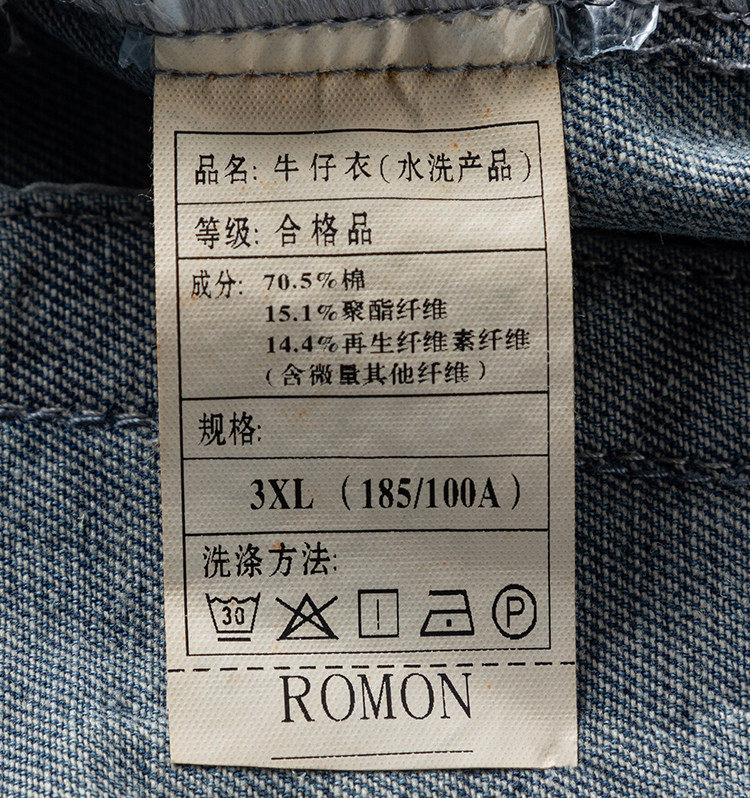 品名: 牛仔衣(水洗产品)
等级: 合格品
成分: 70.5%棉
15.1%聚酯纤维
14.4%再生纤维素纤维
(含微量其他纤维)
规格:
3XL (185/100A)
洗涤方法:
30 P
ROMON